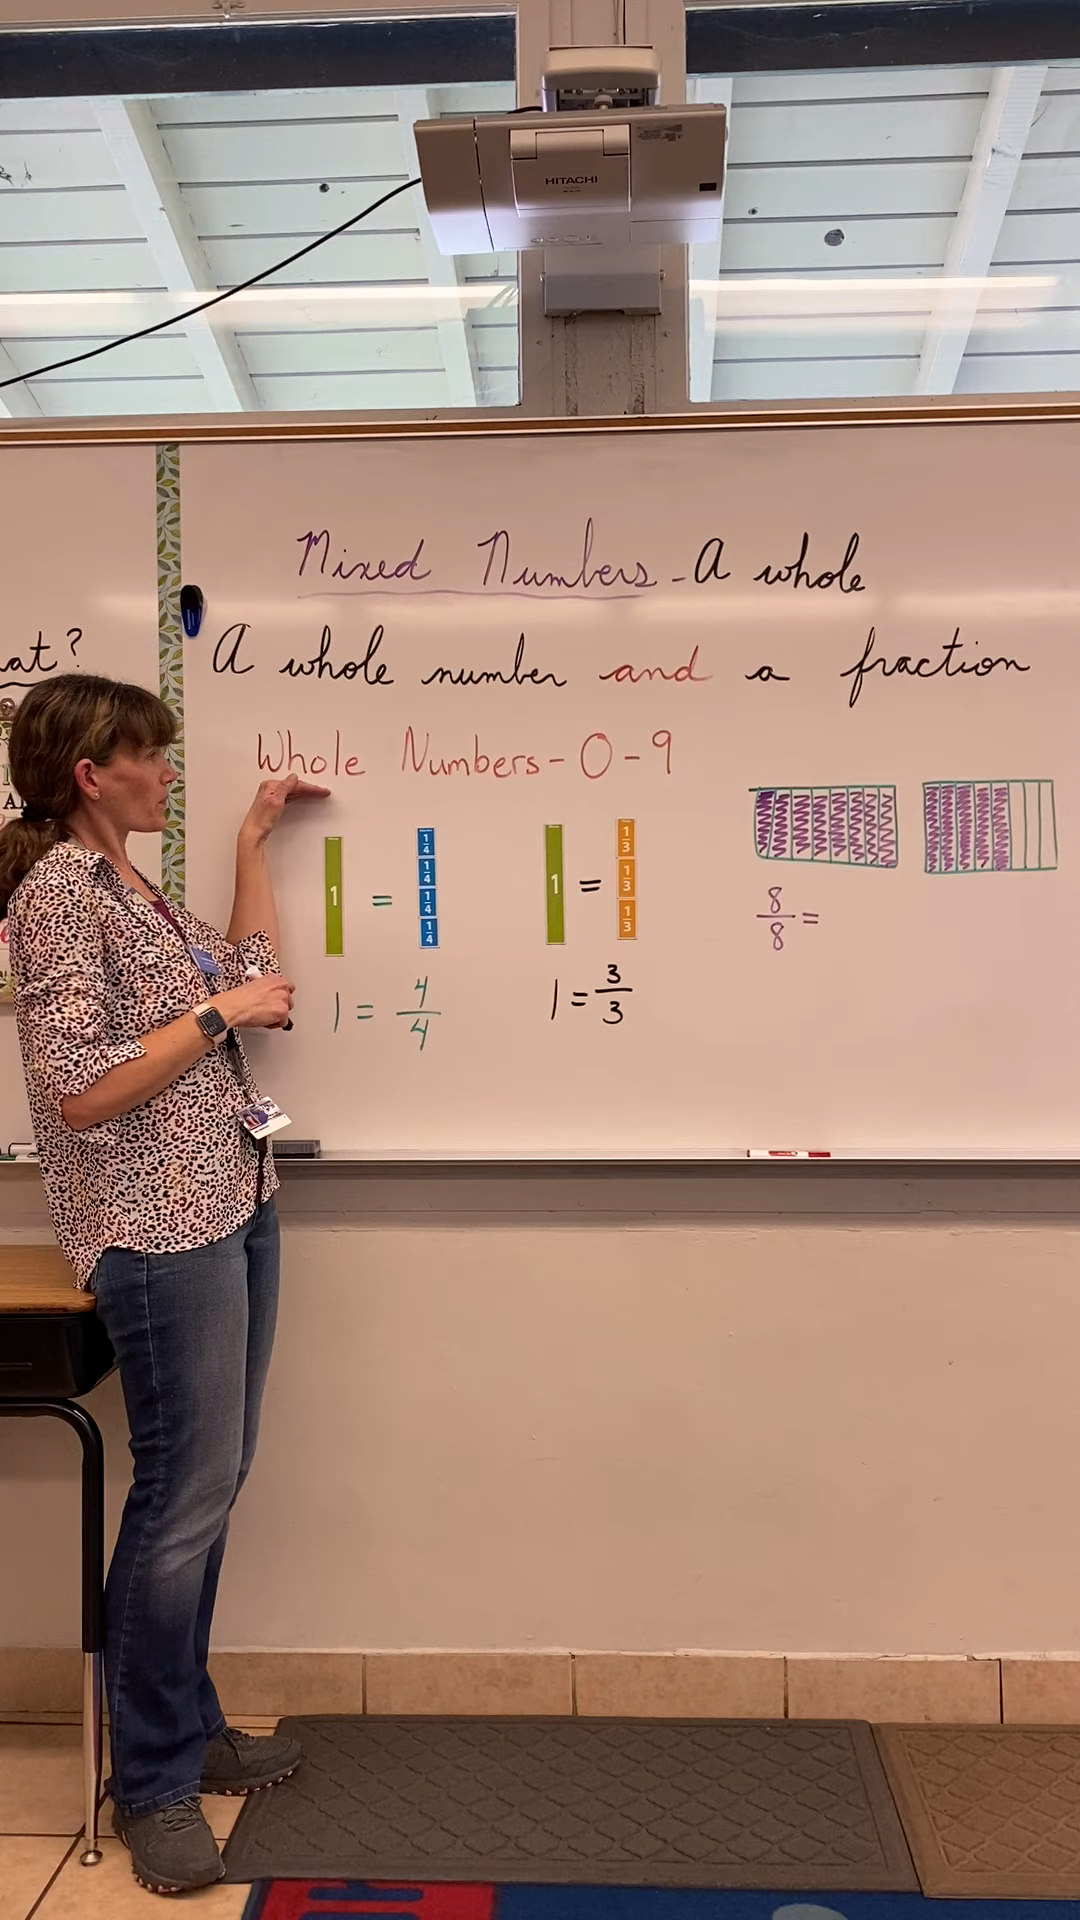 HITACHI
Mixed Numbers - A whole
at?
A whole number and a fraction
Whole Numbers - 0 - 9
1 = 1/4 1/4 1/4 1/4
1 = 1/3 1/3 1/3
8/8 =
1 = 4/4
1 = 3/3